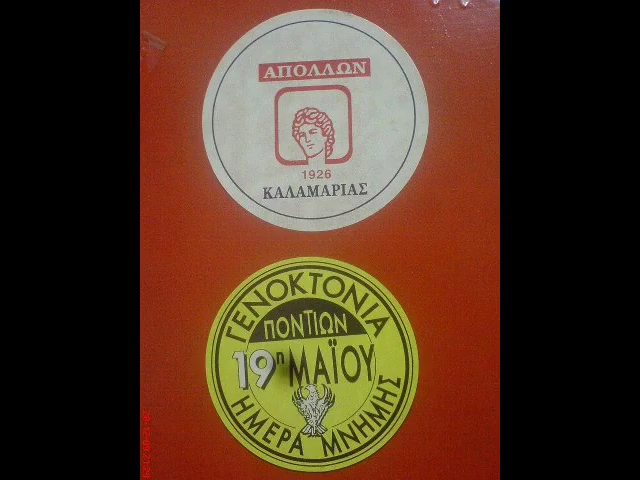 ΑΠΟΛΛΩΝ
1926
ΚΑΛΑΜΑΡΙΑΣ
ΓΕΝΟΚΤΟΝΙΑ
ΠΟΝΤΙΩΝ
19η ΜΑΪΟΥ
ΗΜΕΡΑ ΜΝΗΜΗΣ